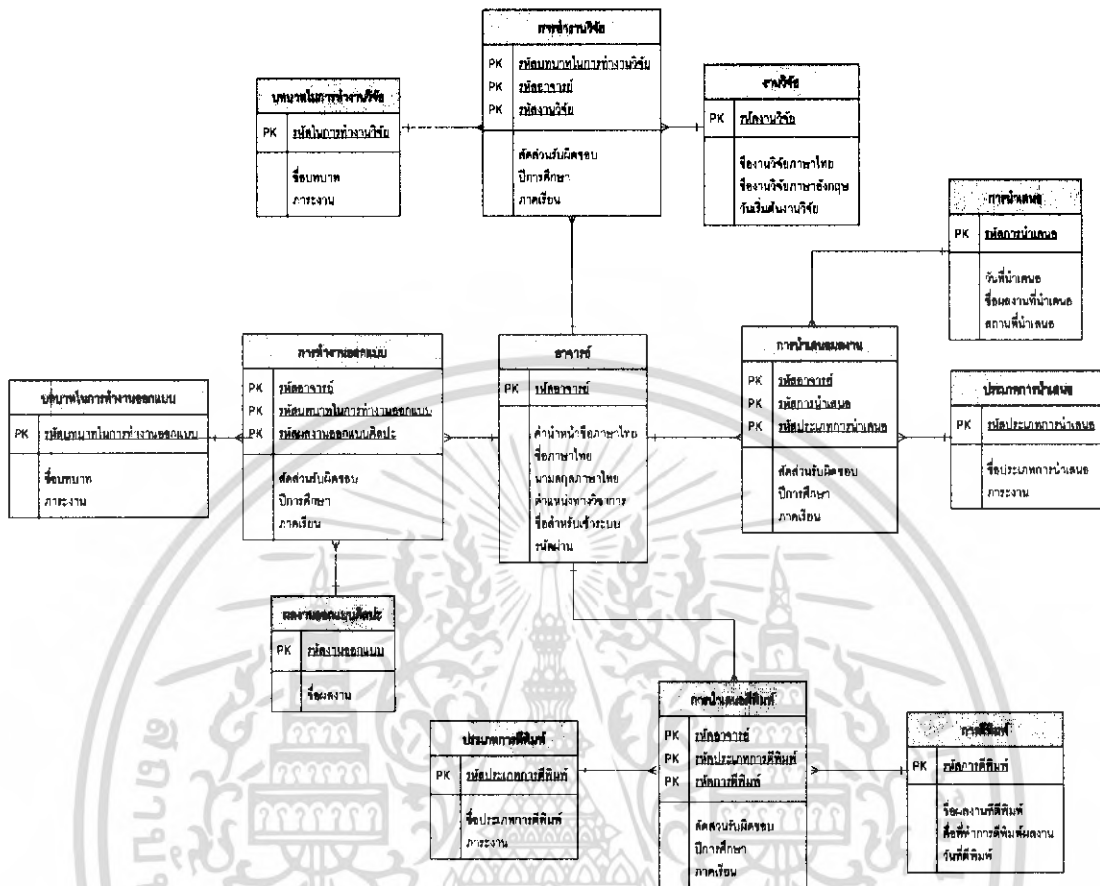 การทำงานวิจัย
PK รหัสบทบาทในการทำงานวิจัย
PK รหัสอาจารย์
PK รหัสงานวิจัย
สัดส่วนรับผิดชอบ
ปีการศึกษา
ภาคเรียน
บทบาทในการทำงานวิจัย
PK รหัสในการทำงานวิจัย
ชื่อบทบาท
ภาระงาน
งานวิจัย
PK รหัสงานวิจัย
ชื่องานวิจัยภาษาไทย
ชื่องานวิจัยภาษาอังกฤษ
วันเริ่มต้นงานวิจัย
การนำเสนอ
PK รหัสการนำเสนอ
วันที่นำเสนอ
ชื่อผลงานที่นำเสนอ
สถานที่นำเสนอ
การทำงานออกแบบ
PK รหัสอาจารย์
PK รหัสบทบาทในการทำงานออกแบบ
PK รหัสผลงานออกแบบศิลปะ
สัดส่วนรับผิดชอบ
ปีการศึกษา
ภาคเรียน
อาจารย์
PK รหัสอาจารย์
คำนำหน้าชื่อภาษาไทย
ชื่อภาษาไทย
นามสกุลภาษาไทย
ตำแหน่งทางวิชาการ
ชื่อสำหรับเข้าระบบ
รหัสผ่าน
การนำเสนอผลงาน
PK รหัสอาจารย์
PK รหัสการนำเสนอ
PK รหัสประเภทการนำเสนอ
สัดส่วนรับผิดชอบ
ปีการศึกษา
ภาคเรียน
บทบาทในการทำงานออกแบบ
PK รหัสบทบาทในการทำงานออกแบบ
ชื่อบทบาท
ภาระงาน
ประเภทการนำเสนอ
PK รหัสประเภทการนำเสนอ
ชื่อประเภทการนำเสนอ
ภาระงาน
ผลงานออกแบบศิลปะ
PK รหัสงานออกแบบ
ชื่อผลงาน
การนำเสนอตีพิมพ์
PK รหัสอาจารย์
PK รหัสประเภทการตีพิมพ์
PK รหัสการตีพิมพ์
สัดส่วนรับผิดชอบ
ปีการศึกษา
ภาคเรียน
ประเภทการตีพิมพ์
PK รหัสประเภทการตีพิมพ์
ชื่อประเภทการตีพิมพ์
ภาระงาน
การตีพิมพ์
PK รหัสการตีพิมพ์
ชื่อผลงานที่ตีพิมพ์
สื่อที่ทำการตีพิมพ์ผลงาน
วันที่ตีพิมพ์